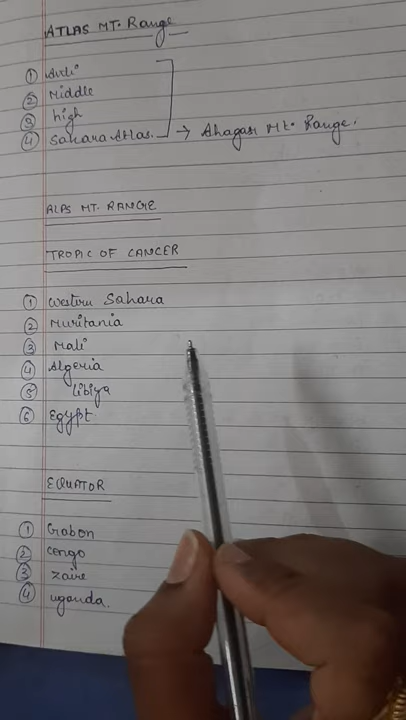 ATLAS MT. Range
① Anti
② Middle
③ high
④ Sahara Atlas. → Ahagar Mt. Range.
ALPS MT. RANGE
TROPIC OF CANCER
① Western Sahara
② Muritania
③ Mali
④ Algeria
⑤ Libiya
⑥ Egypt
EQUATOR
① Gabon
② Congo
③ Zaire
④ Uganda.